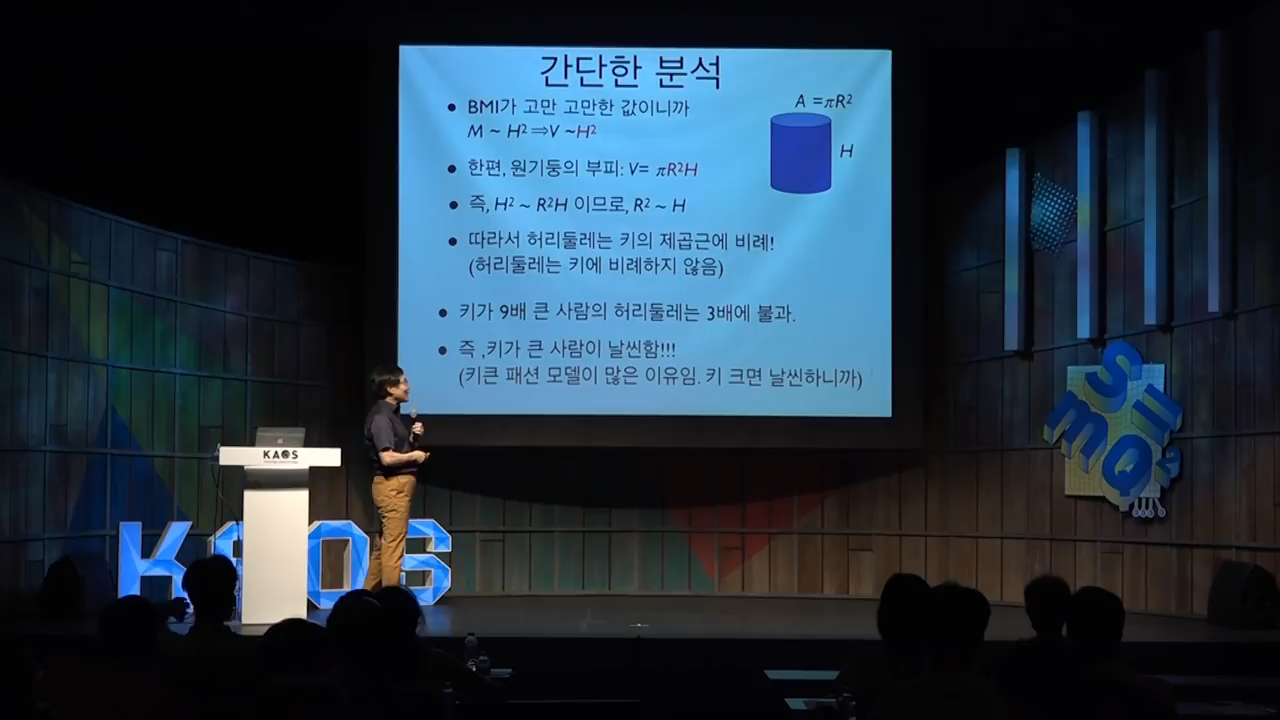 간단한 분석
• BMI가 고만 고만한 값이니까
M ~ H² ⇒ V ~H²
• 한편, 원기둥의 부피: V= πR²H
• 즉, H² ~ R²H 이므로, R² ~ H
• 따라서 허리둘레는 키의 제곱근에 비례!
(허리둘레는 키에 비례하지 않음)
• 키가 9배 큰 사람의 허리둘레는 3배에 불과.
• 즉 ,키가 큰 사람이 날씬함!!!
(키큰 패션 모델이 많은 이유임. 키 크면 날씬하니까)
A =πR²
H
KAOS
KAOS